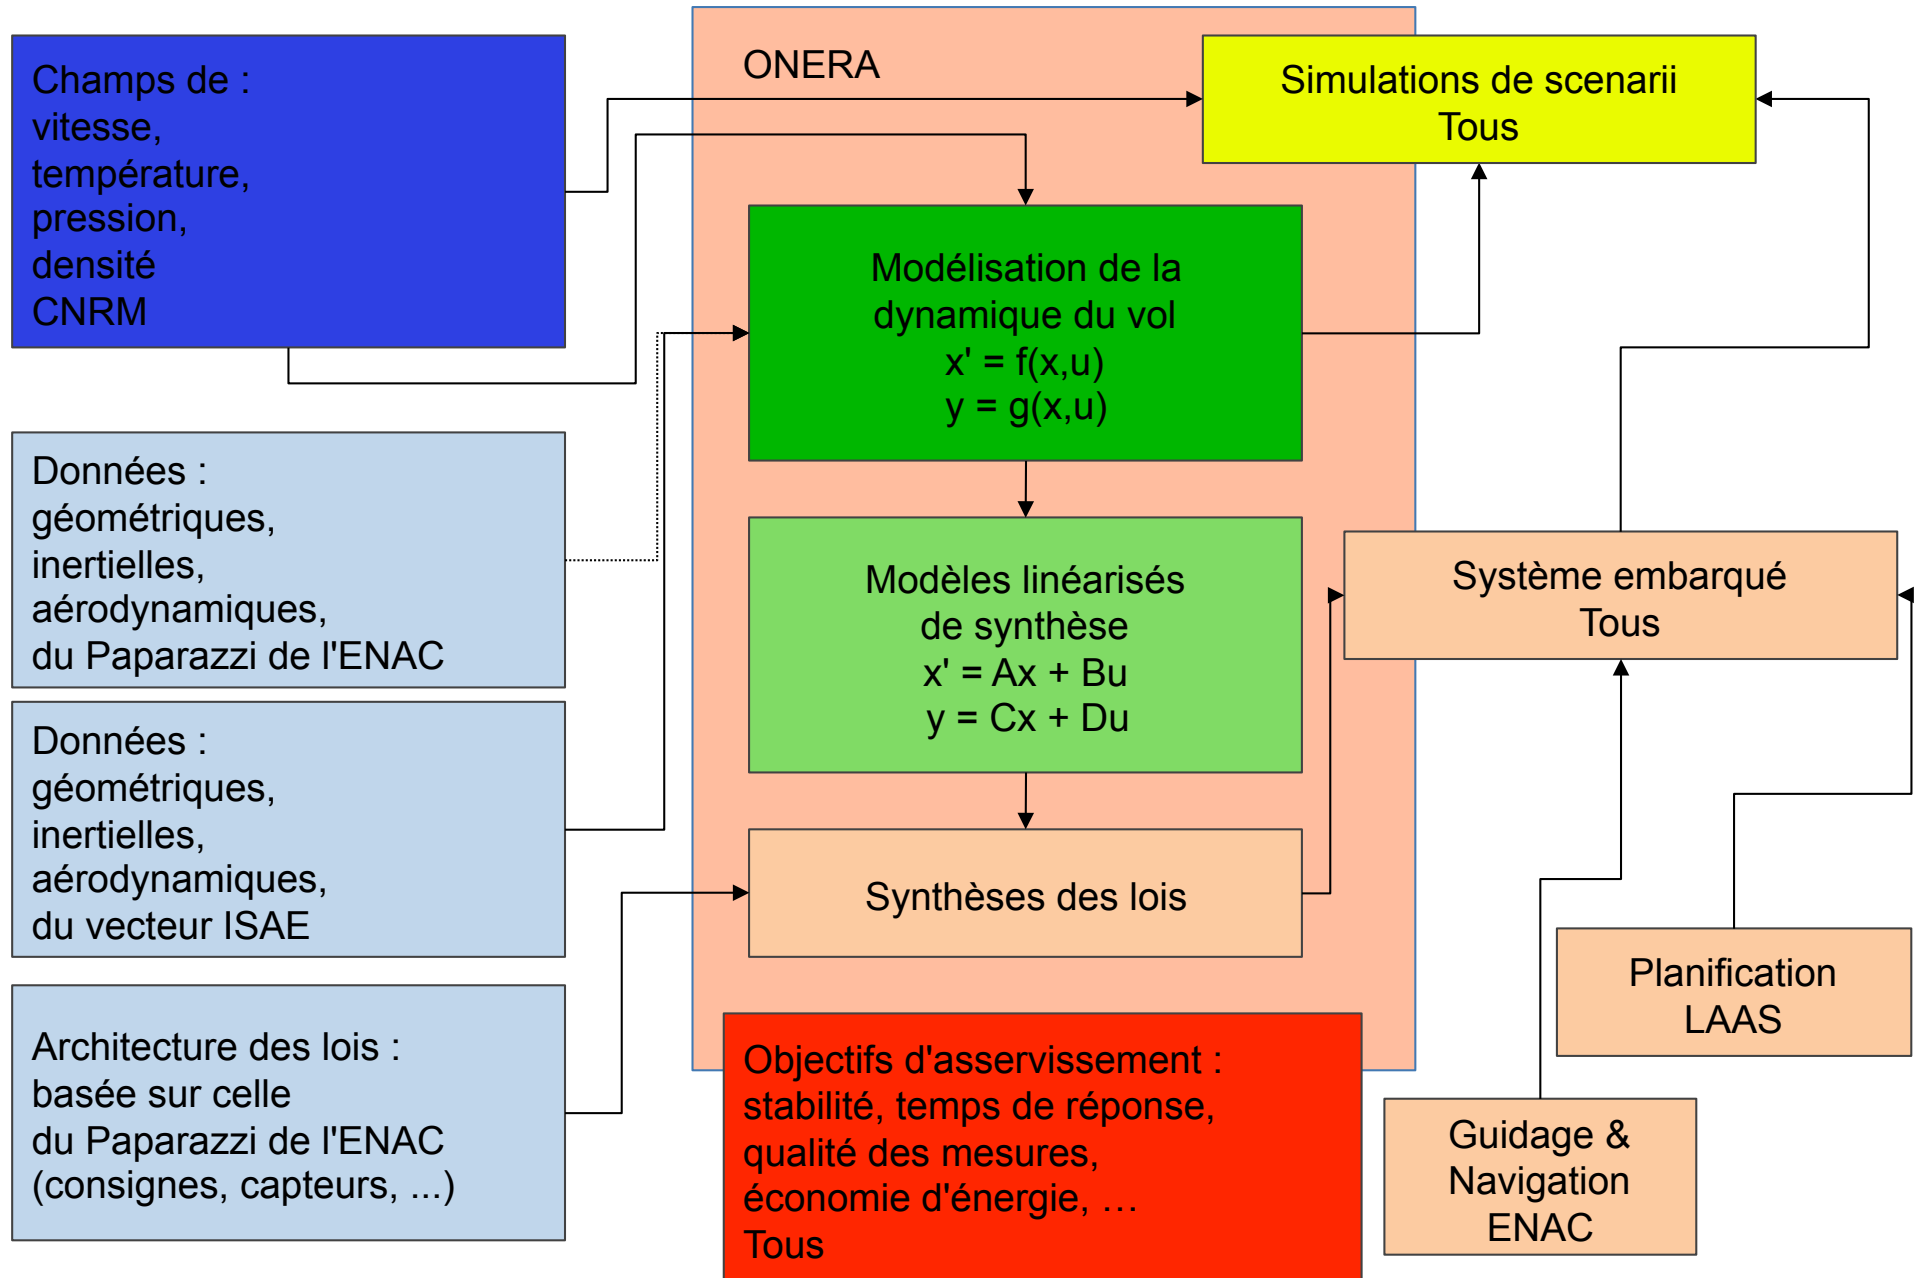 Champs de :
vitesse,
température,
pression,
densité
CNRM
Données :
géométriques,
inertielles,
aérodynamiques,
du Paparazzi de l'ENAC
Données :
géométriques,
inertielles,
aérodynamiques,
du vecteur ISAE
Architecture des lois :
basée sur celle
du Paparazzi de l'ENAC
(consignes, capteurs, ...)
ONERA
Modélisation de la
dynamique du vol
x' = f(x,u)
y = g(x,u)
Modèles linéarisés
de synthèse
x' = Ax + Bu
y = Cx + Du
Synthèses des lois
Objectifs d'asservissement :
stabilité, temps de réponse,
qualité des mesures,
économie d'énergie, …
Tous
Simulations de scenarii
Tous
Système embarqué
Tous
Planification
LAAS
Guidage &
Navigation
ENAC